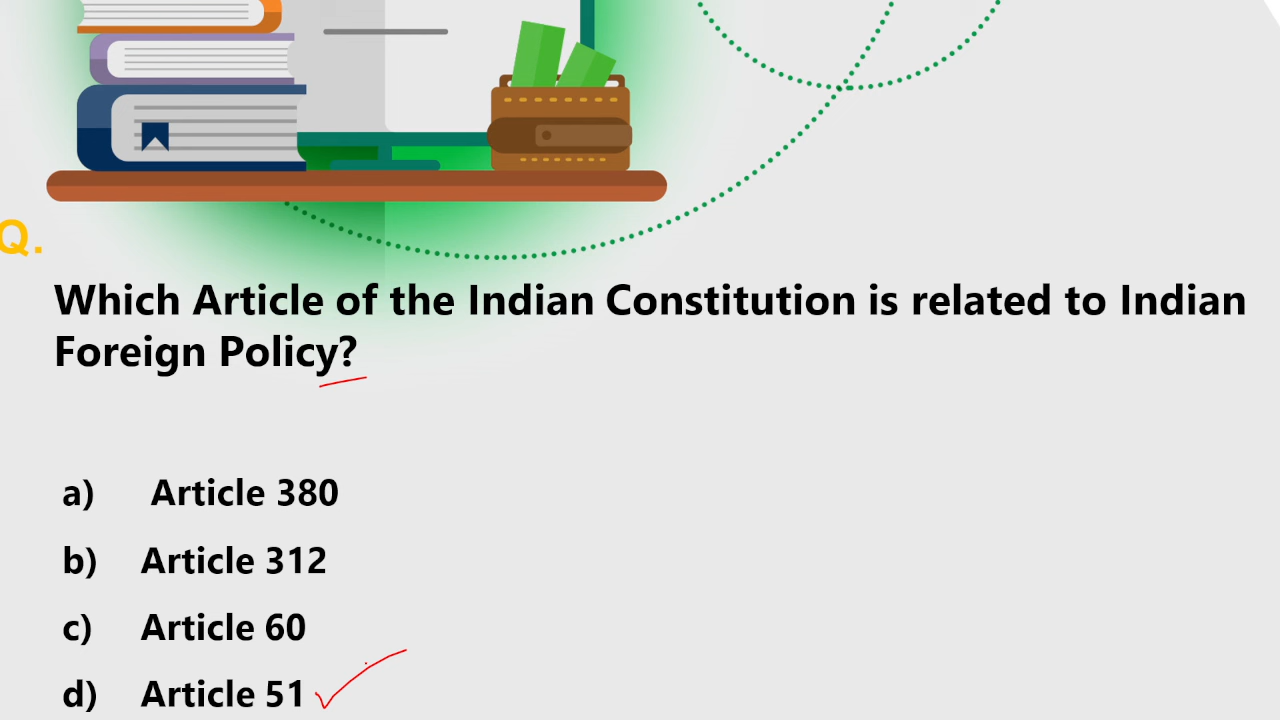 Q.
Which Article of the Indian Constitution is related to Indian
Foreign Policy?
a) Article 380
b) Article 312
c) Article 60
d) Article 51